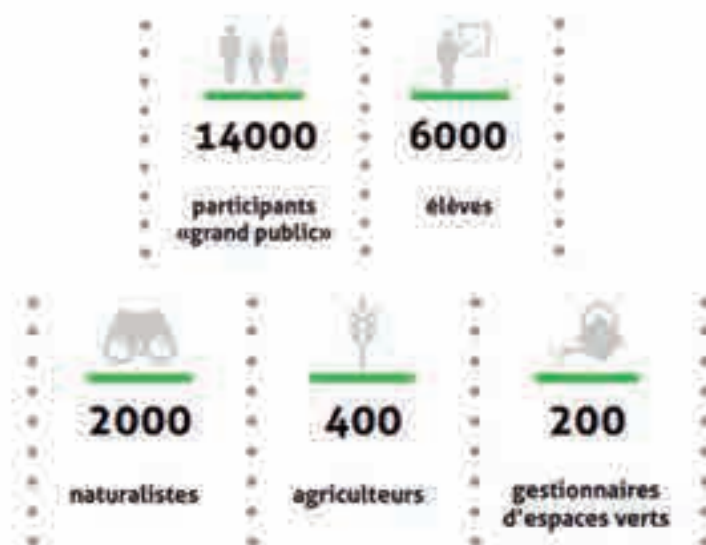 14000
participants
«grand public»
6000
élèves
2000
naturalistes
400
agriculteurs
200
gestionnaires
d'espaces verts